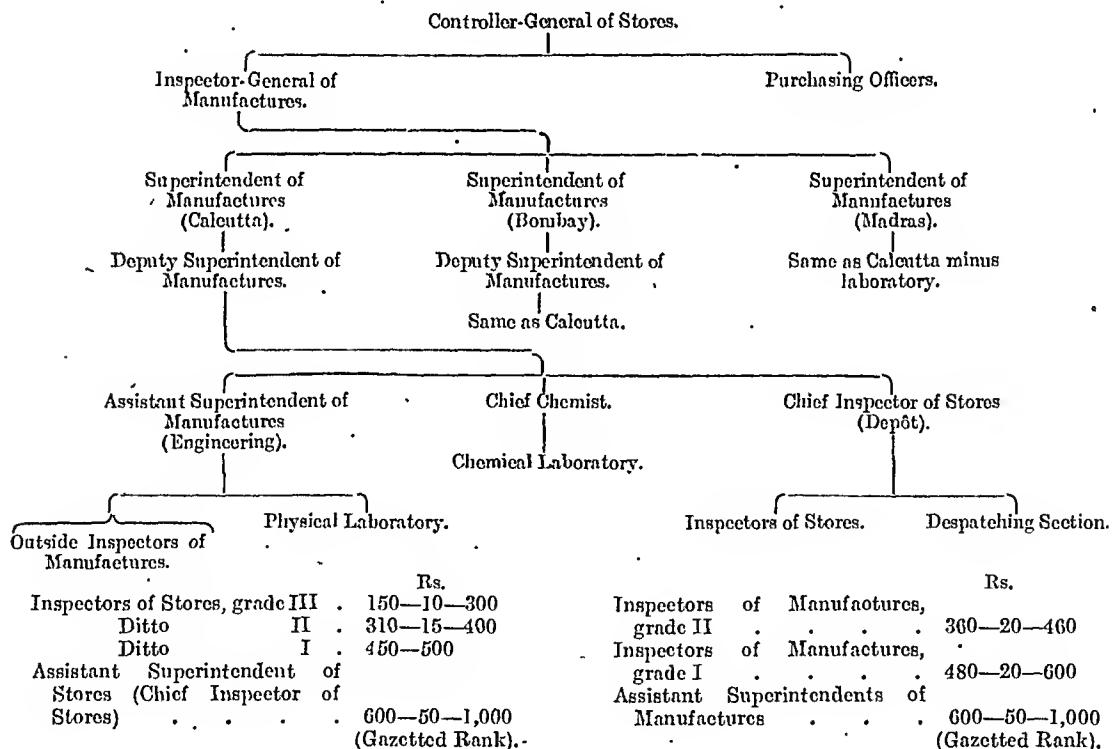 Controller-General of Stores.
Inspector-General of
Manufactures.
Purchasing Officers.
Superintendent of
Manufactures
(Calcutta).
Superintendent of
Manufactures
(Bombay).
Superintendent of
Manufactures
(Madras).
Deputy Superintendent of
Manufactures.
Deputy Superintendent of
Manufactures.
Same as Calcutta minus
laboratory.
Same as Calcutta.
Assistant Superintendent of
Manufactures
(Engineering).
Chief Chemist.
Chief Inspector of Stores
(Depôt).
Chemical Laboratory.
Outside Inspectors of
Manufactures.
Physical Laboratory.
Inspectors of Stores.
Despatching Section.
Rs.
Inspectors of Stores, grade III . 150—10—300
Ditto II . 310—15—400
Ditto I . 450—500
Assistant Superintendent of
Stores (Chief Inspector of
Stores) . . . . 600—50—1,000
(Gazetted Rank).
Rs.
Inspectors of Manufactures,
grade II . . . . 360—20—460
Inspectors of Manufactures,
grade I . . . . 480—20—600
Assistant Superintendents of
Manufactures . . . 600—50—1,000
(Gazetted Rank).